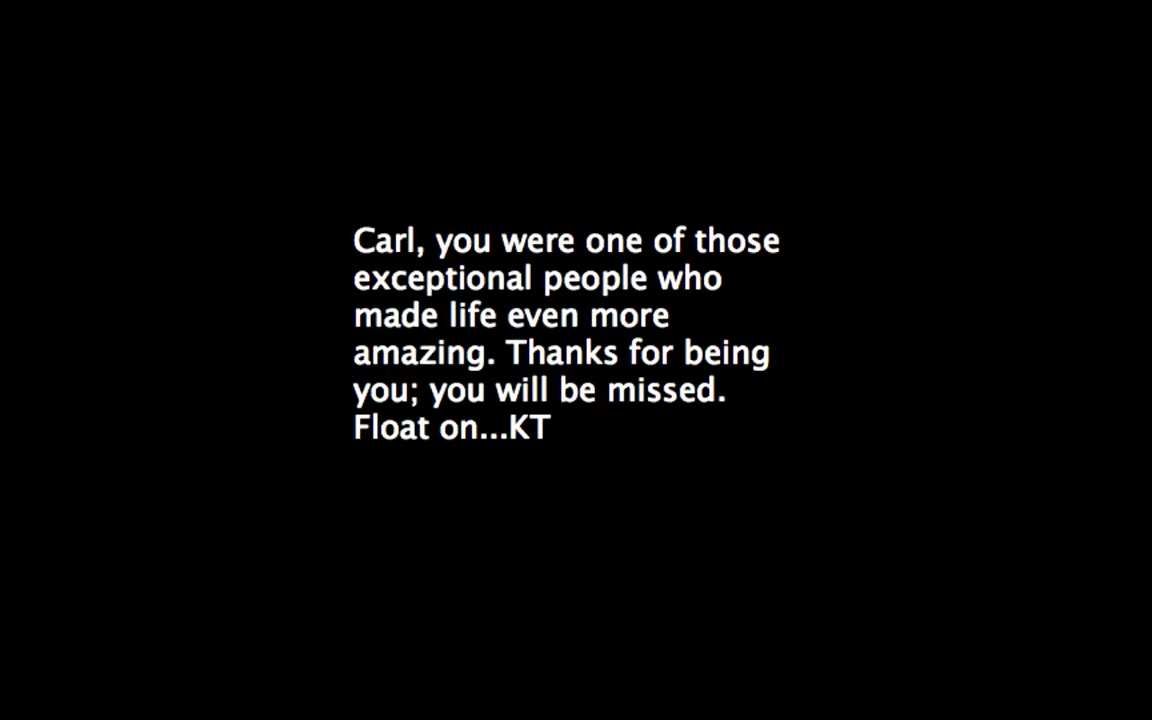 Carl, you were one of those
exceptional people who
made life even more
amazing. Thanks for being
you; you will be missed.
Float on...KT